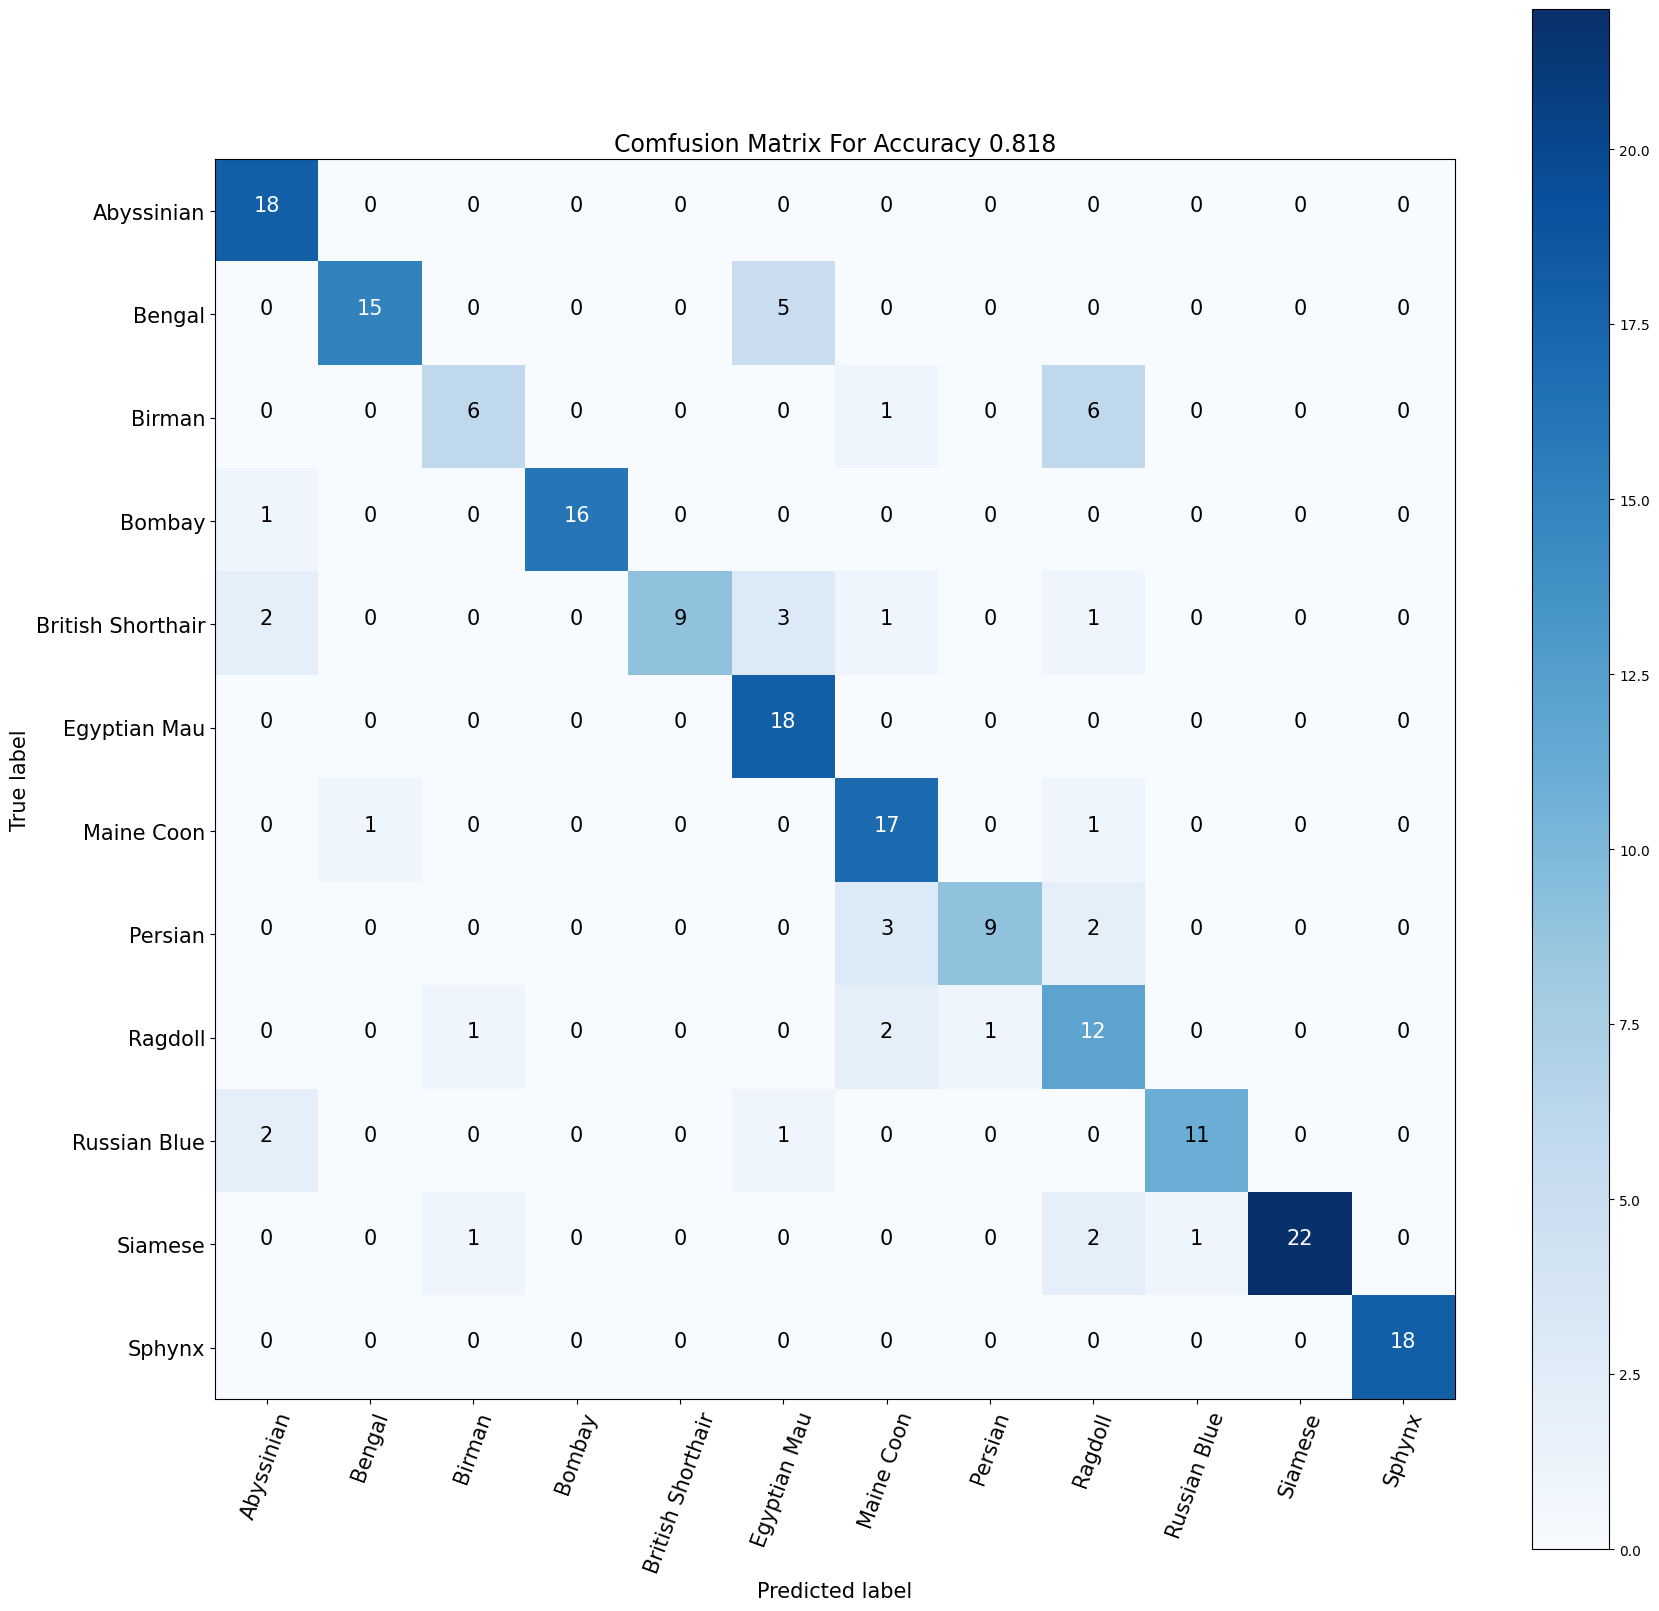 Comfusion Matrix For Accuracy 0.818
Abyssinian 18 0 0 0 0 0 0 0 0 0 0 0
Bengal 0 15 0 0 0 5 0 0 0 0 0 0
Birman 0 0 6 0 0 0 1 0 6 0 0 0
Bombay 1 0 0 16 0 0 0 0 0 0 0 0
British Shorthair 2 0 0 0 9 3 1 0 1 0 0 0
Egyptian Mau 0 0 0 0 0 18 0 0 0 0 0 0
Maine Coon 0 1 0 0 0 0 17 0 1 0 0 0
Persian 0 0 0 0 0 0 3 9 2 0 0 0
Ragdoll 0 0 1 0 0 0 2 1 12 0 0 0
Russian Blue 2 0 0 0 0 1 0 0 0 11 0 0
Siamese 0 0 1 0 0 0 0 0 2 1 22 0
Sphynx 0 0 0 0 0 0 0 0 0 0 0 18
True label
Abyssinian
Bengal
Birman
Bombay
British Shorthair
Egyptian Mau
Maine Coon
Persian
Ragdoll
Russian Blue
Siamese
Sphynx
Predicted label
20.0
17.5
15.0
12.5
10.0
7.5
5.0
2.5
0.0